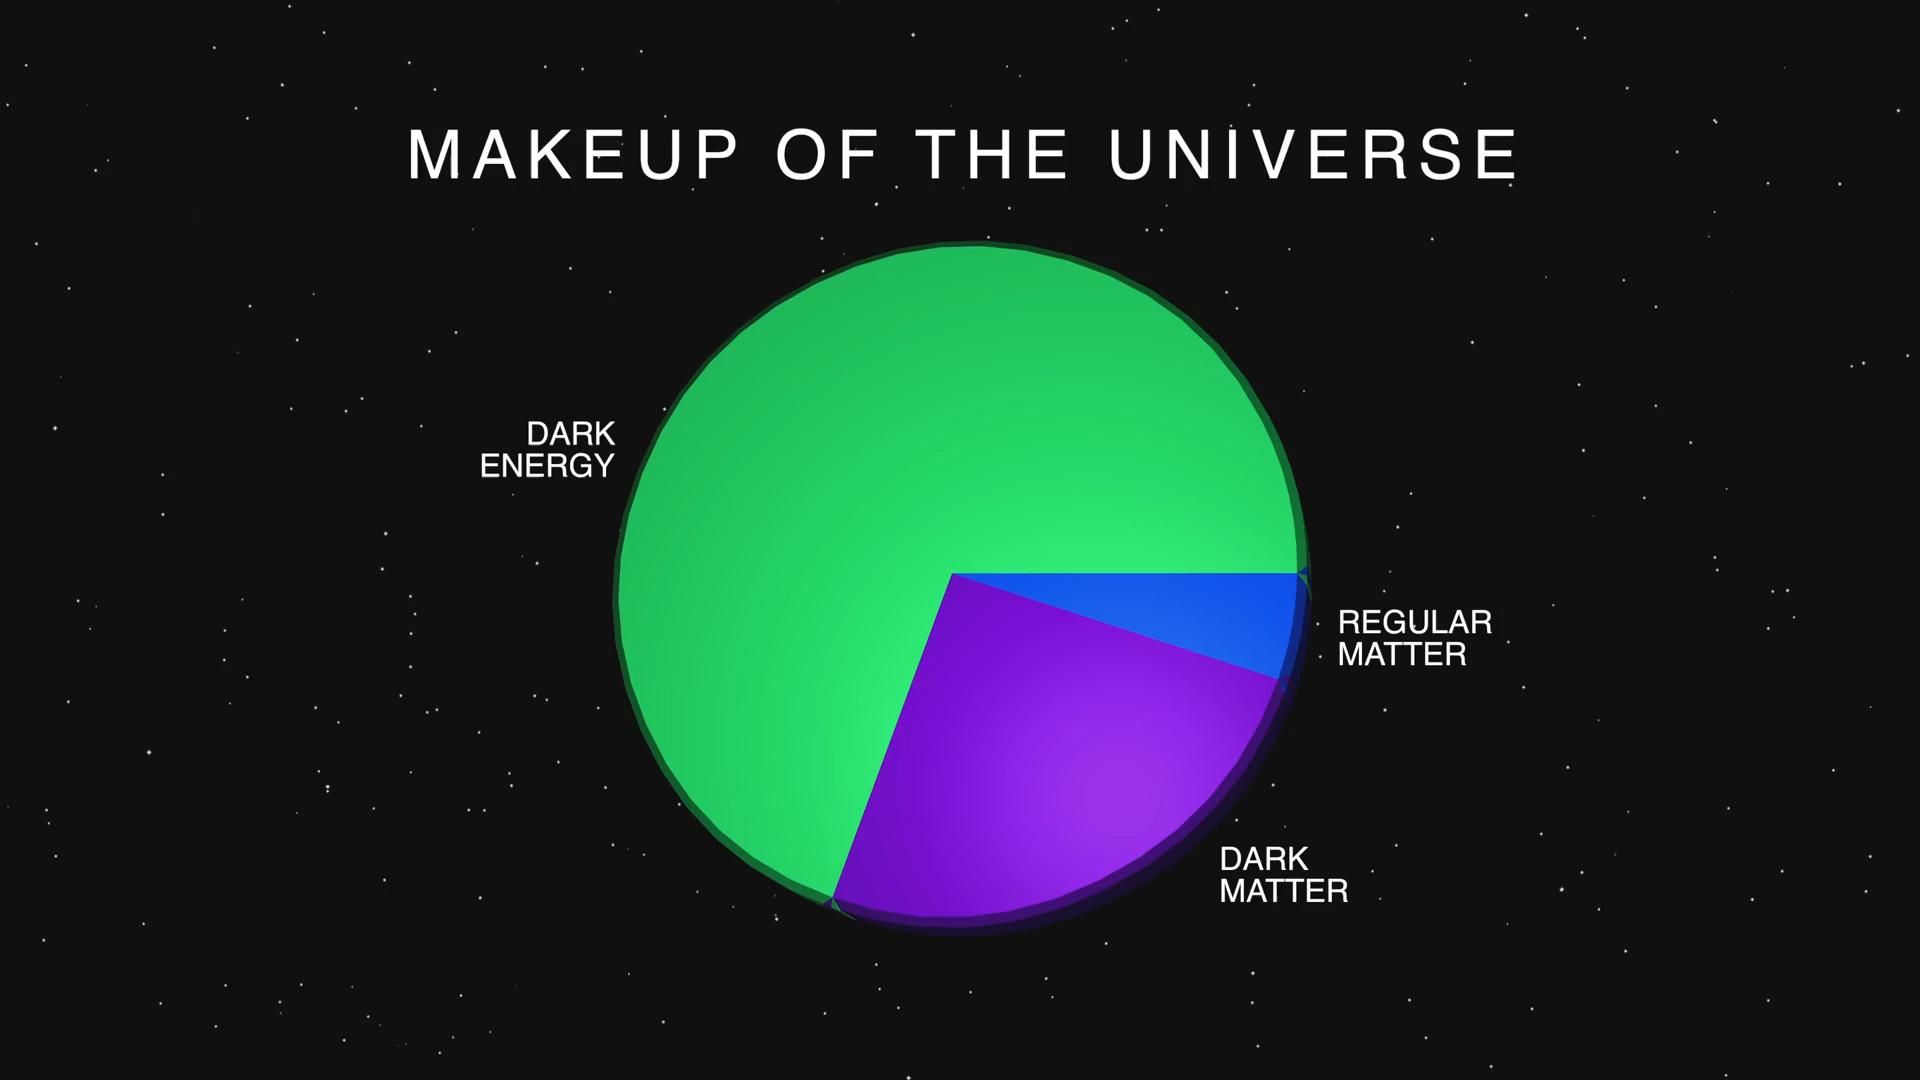 MAKEUP OF THE UNIVERSE
DARK
ENERGY
REGULAR
MATTER
DARK
MATTER